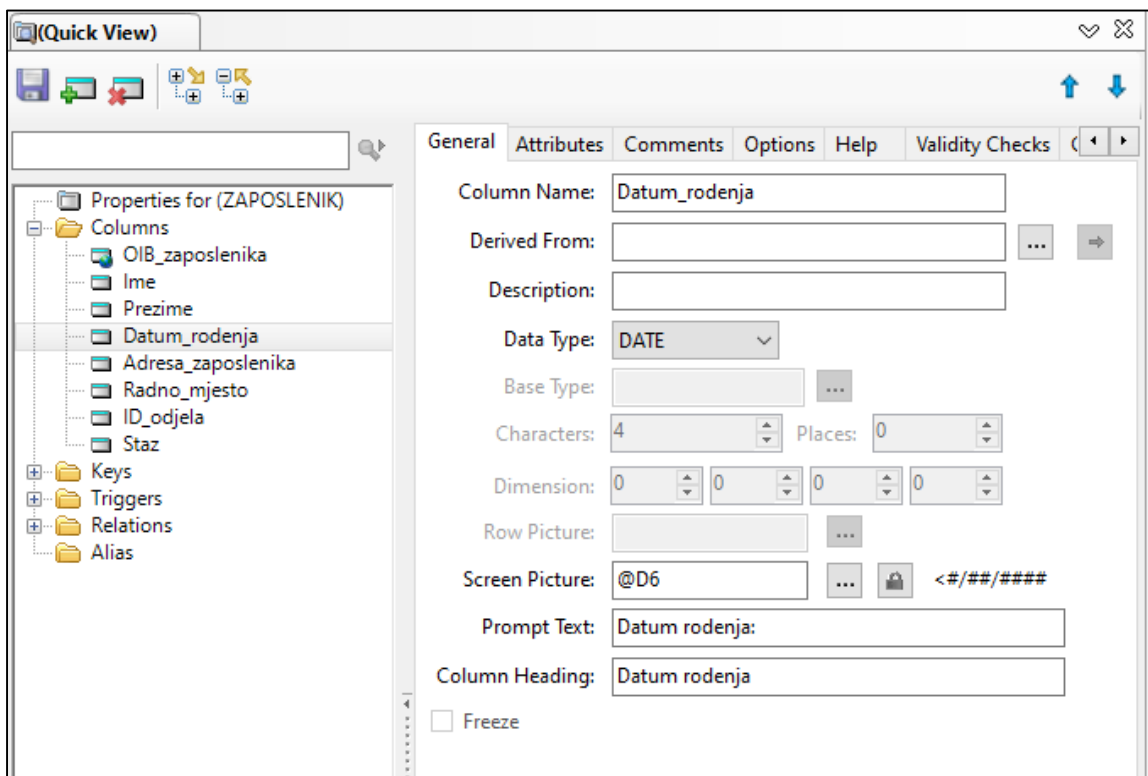 (Quick View)
General Attributes Comments Options Help Validity Checks
Properties for (ZAPOSLENIK)
Columns
OIB_zaposlenika
Ime
Prezime
Datum_rodenja
Adresa_zaposlenika
Radno_mjesto
ID_odjela
Staz
Keys
Triggers
Relations
Alias
Column Name: Datum_rodenja
Derived From: ...
Description:
Data Type: DATE
Base Type: ...
Characters: 4 Places: 0
Dimension: 0 0 0 0
Row Picture: ...
Screen Picture: @D6 ... <#/##/####
Prompt Text: Datum rodenja:
Column Heading: Datum rodenja
Freeze